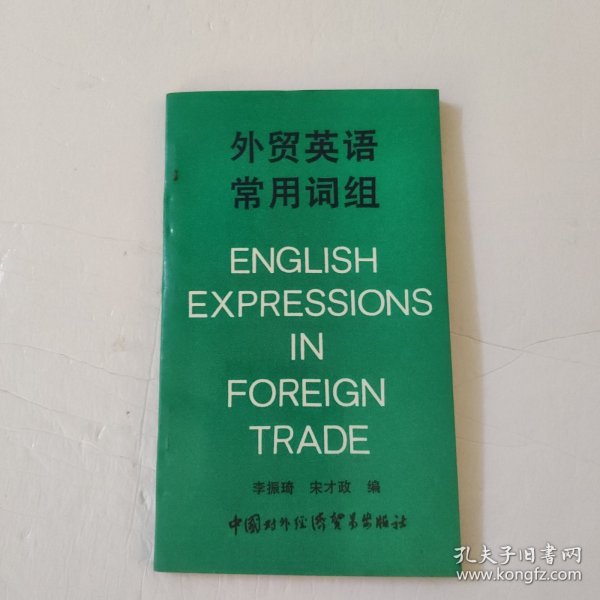 外贸英语
常用词组
ENGLISH
EXPRESSIONS
IN
FOREIGN
TRADE
李振琦 宋才政 编
中國对外经济贸易出版社
孔夫子旧书网
www.kongfz.com